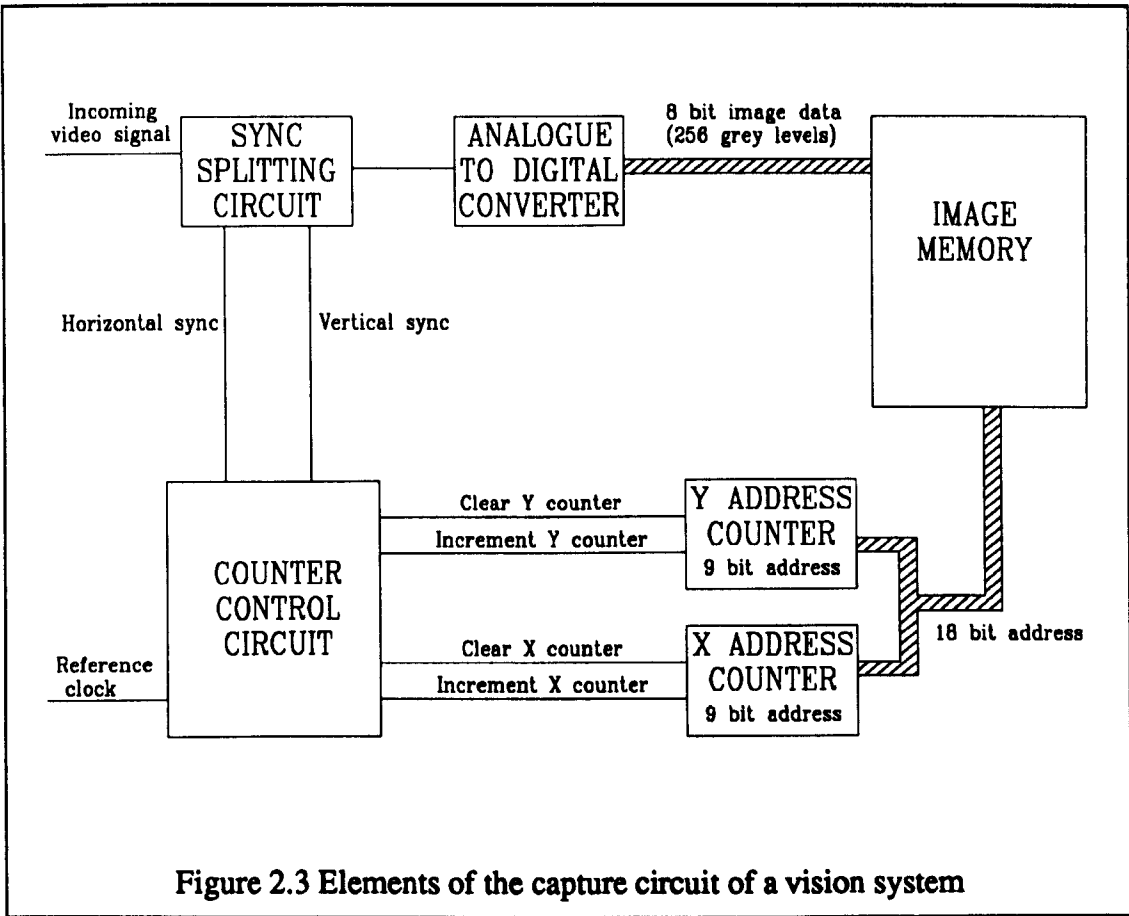 Incoming
video signal
SYNC
SPLITTING
CIRCUIT
ANALOGUE
TO DIGITAL
CONVERTER
8 bit image data
(256 grey levels)
IMAGE
MEMORY
Horizontal sync
Vertical sync
COUNTER
CONTROL
CIRCUIT
Reference
clock
Clear Y counter
Increment Y counter
Y ADDRESS
COUNTER
9 bit address
Clear X counter
Increment X counter
X ADDRESS
COUNTER
9 bit address
18 bit address
Figure 2.3 Elements of the capture circuit of a vision system